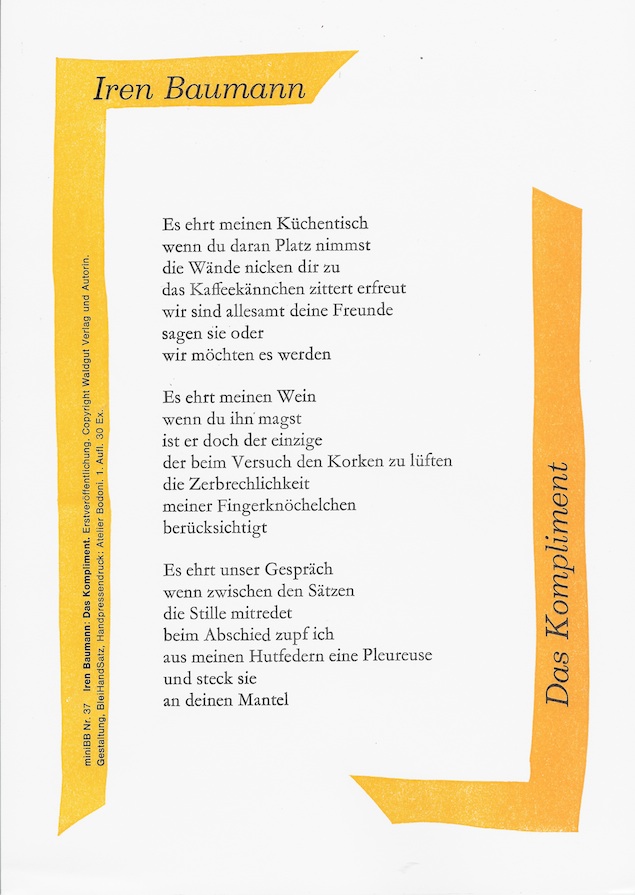 Iren Baumann
Es ehrt meinen Küchentisch
wenn du daran Platz nimmst
die Wände nicken dir zu
das Kaffeekännchen zittert erfreut
wir sind allesamt deine Freunde
sagen sie oder
wir möchten es werden
Es ehrt meinen Wein
wenn du ihn magst
ist er doch der einzige
der beim Versuch den Korken zu lüften
die Zerbrechlichkeit
meiner Fingerknöchelchen
berücksichtigt
Es ehrt unser Gespräch
wenn zwischen den Sätzen
die Stille mitredet
beim Abschied zupf ich
aus meinen Hutfedern eine Pleureuse
und steck sie
an deinen Mantel
Das Kompliment
miniBB Nr. 37 Iren Baumann: Das Kompliment. Erstveröffentlichung. Copyright Waldgut Verlag und Autorin.
Gestaltung, BleiHandSatz, Handpressendruck: Atelier Bodoni. 1. Aufl. 30 Ex.